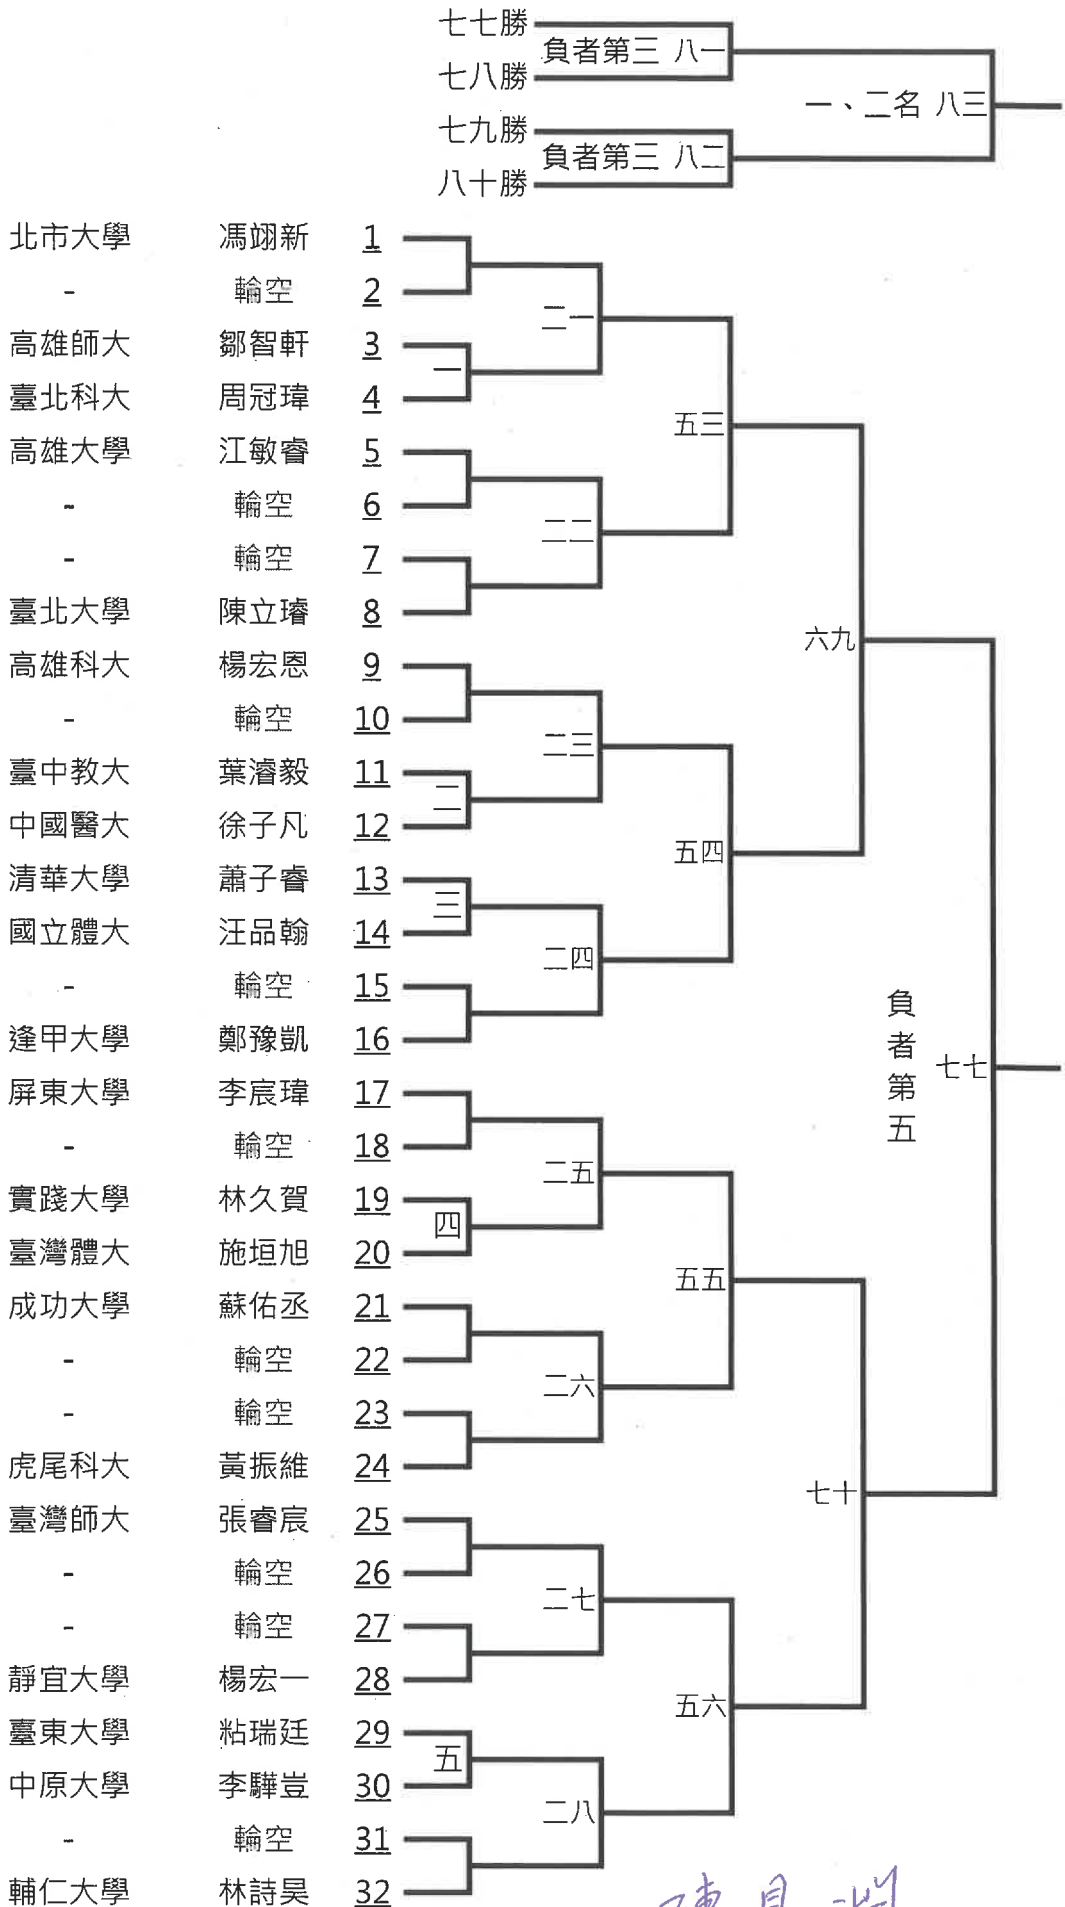 七七勝
負者第三 八一
七八勝
一、二名 八三
七九勝
負者第三 八二
八十勝
北市大學 馮翊新 1
- 輪空 2
二一
高雄師大 鄒智軒 3
一
臺北科大 周冠瑋 4
五三
高雄大學 江敏睿 5
- 輪空 6
二二
- 輪空 7
臺北大學 陳立璿 8
六九
高雄科大 楊宏恩 9
- 輪空 10
二三
臺中教大 葉濬毅 11
二
中國醫大 徐子凡 12
五四
清華大學 蕭子睿 13
三
國立體大 汪品翰 14
二四
- 輪空 15
負者第五
逢甲大學 鄭豫凱 16
七七
屏東大學 李宸瑋 17
- 輪空 18
二五
實踐大學 林久賀 19
四
臺灣體大 施垣旭 20
五五
成功大學 蘇佑丞 21
- 輪空 22
二六
- 輪空 23
虎尾科大 黃振維 24
七十
臺灣師大 張睿宸 25
- 輪空 26
二七
- 輪空 27
靜宜大學 楊宏一 28
五六
臺東大學 粘瑞廷 29
五
中原大學 李驊豈 30
二八
- 輪空 31
輔仁大學 林詩昊 32